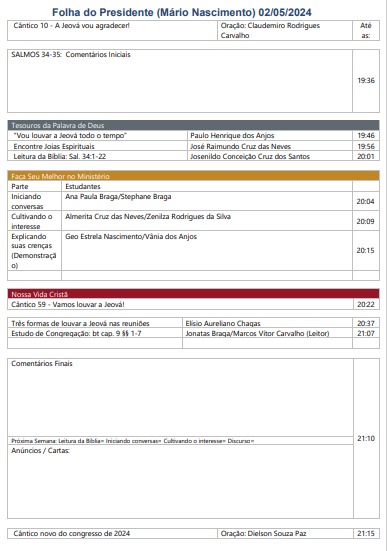 Folha do Presidente (Mário Nascimento) 02/05/2024
Cântico 10 - A Jeová vou agradecer! Oração: Claudemiro Rodrigues Até
Carvalho as:
SALMOS 34-35: Comentários Iniciais
19:36
Tesouros da Palavra de Deus
"Vou louvar a Jeová todo o tempo" Paulo Henrique dos Anjos 19:46
Encontre Joias Espirituais José Raimundo Cruz das Neves 19:56
Leitura da Bíblia: Sal. 34:1-22 Josenildo Conceição Cruz dos Santos 20:01
Faça Seu Melhor no Ministério
Parte Estudantes
Iniciando Ana Paula Braga/Stephane Braga
conversas 20:04
Cultivando o Almerita Cruz das Neves/Zenilza Rodrigues da Silva
interesse 20:09
Explicando Geo Estrela Nascimento/Vânia dos Anjos
suas crenças 20:15
(Demonstraçã
o)
Nossa Vida Cristã
Cântico 59 - Vamos louvar a Jeová! 20:22
Três formas de louvar a Jeová nas reuniões Elísio Aureliano Chagas 20:37
Estudo de Congregação: bt cap. 9 §§ 1-7 Jonatas Braga/Marcos Vitor Carvalho (Leitor) 21:07
Comentários Finais
21:10
Próxima Semana: Leitura da Bíblia= Iniciando conversas= Cultivando o interesse= Discurso=
Anúncios / Cartas:
Cântico novo do congresso de 2024 Oração: Dielson Souza Paz 21:15